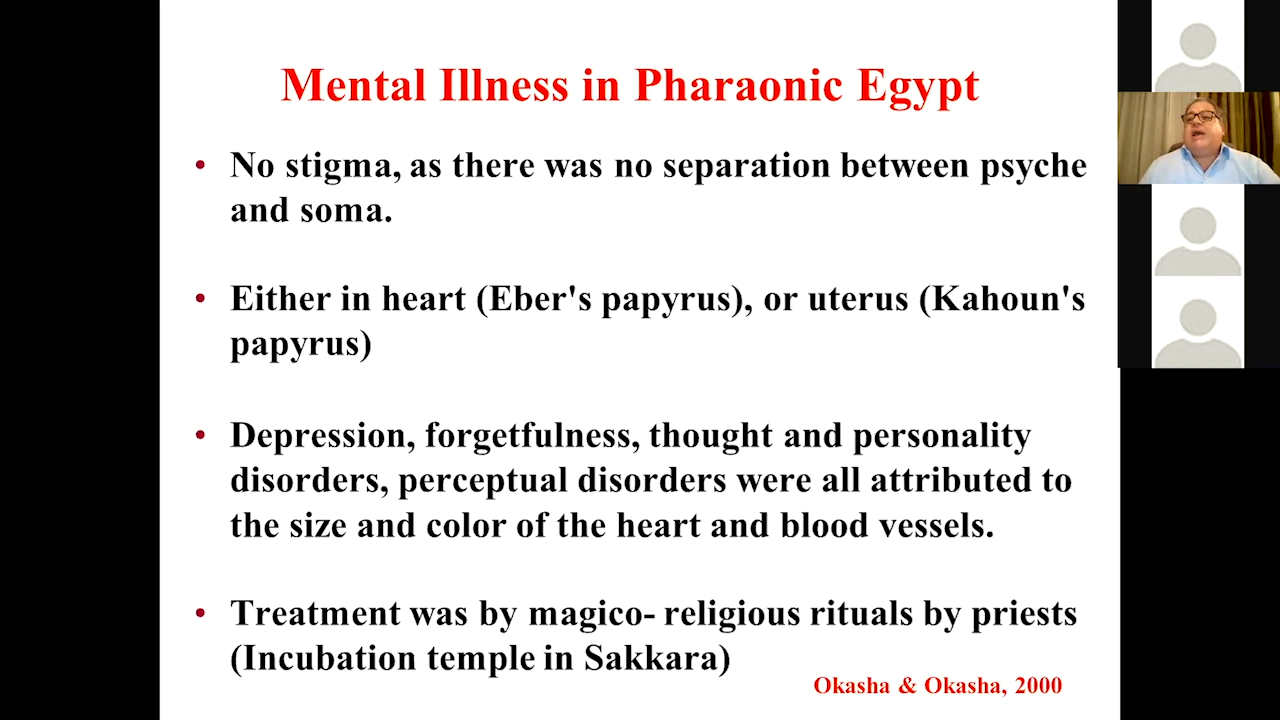 Mental Illness in Pharaonic Egypt
• No stigma, as there was no separation between psyche
and soma.
• Either in heart (Eber's papyrus), or uterus (Kahoun's
papyrus)
• Depression, forgetfulness, thought and personality
disorders, perceptual disorders were all attributed to
the size and color of the heart and blood vessels.
• Treatment was by magico- religious rituals by priests
(Incubation temple in Sakkara)
Okasha & Okasha, 2000